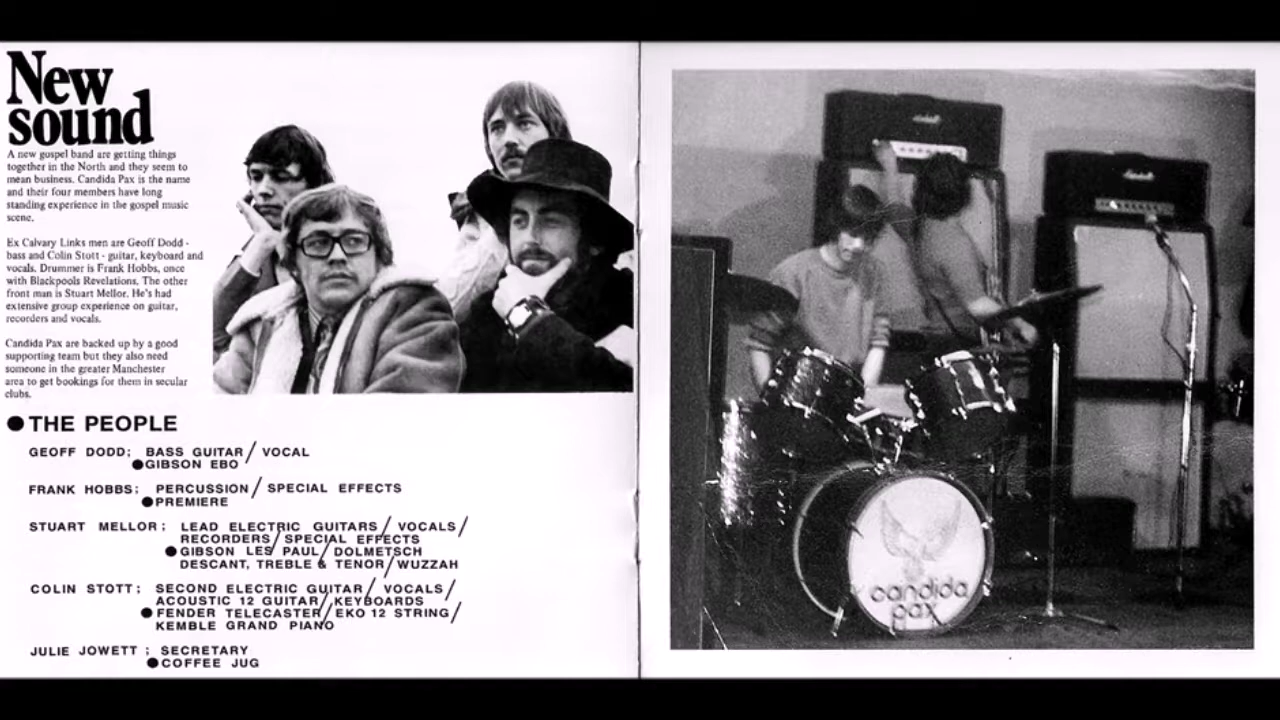 New
sound
A new gospel band are getting things
together in the North and they seem to
mean business. Candida Pax is the name
and their four members have long
standing experience in the gospel music
scene.
Ex Calvary Links men are Geoff Dodd -
bass and Colin Stott - guitar, keyboard and
vocals. Drummer is Frank Hobbs, once
with Blackpools Revelations. The other
front man is Stuart Mellor. He's had
extensive group experience on guitar,
recorders and vocals.
Candida Pax are backed up by a good
supporting team but they also need
someone in the greater Manchester
area to get bookings for them in secular
clubs.
● THE PEOPLE
GEOFF DODD; BASS GUITAR / VOCAL
● GIBSON EBO
FRANK HOBBS; PERCUSSION / SPECIAL EFFECTS
● PREMIERE
STUART MELLOR; LEAD ELECTRIC GUITARS / VOCALS /
RECORDERS / SPECIAL EFFECTS
● GIBSON LES PAUL / DOLMETSCH
DESCANT, TREBLE & TENOR / WUZZAH
COLIN STOTT; SECOND ELECTRIC GUITAR / VOCALS /
ACOUSTIC 12 GUITAR / KEYBOARDS
● FENDER TELECASTER / EKO 12 STRING /
KEMBLE GRAND PIANO
JULIE JOWETT; SECRETARY
● COFFEE JUG
Marshall
Marshall
candida
pax